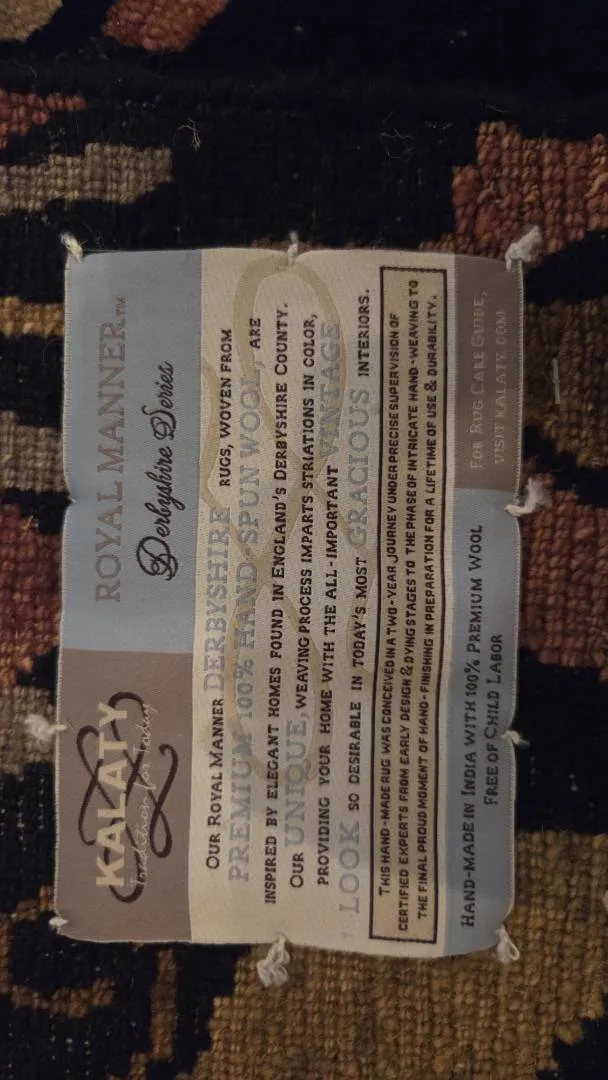 KALATY
Tradition for Today
ROYAL MANNER™
Derbyshire Series
OUR ROYAL MANNER DERBYSHIRE RUGS, WOVEN FROM
PREMIUM 100% HAND-SPUN WOOL, ARE
INSPIRED BY ELEGANT HOMES FOUND IN ENGLAND'S DERBYSHIRE COUNTY.
OUR UNIQUE, WEAVING PROCESS IMPARTS STRIATIONS IN COLOR,
PROVIDING YOUR HOME WITH THE ALL-IMPORTANT VINTAGE
LOOK SO DESIRABLE IN TODAY'S MOST GRACIOUS INTERIORS.
THIS HAND-MADE RUG WAS CONCEIVED IN A TWO-YEAR JOURNEY UNDER PRECISE SUPERVISION OF
CERTIFIED EXPERTS FROM EARLY DESIGN & DYING STAGES TO THE PHASE OF INTRICATE HAND-WEAVING TO
THE FINAL PROUD MOMENT OF HAND-FINISHING IN PREPARATION FOR A LIFETIME OF USE & DURABILITY.
HAND-MADE IN INDIA WITH 100% PREMIUM WOOL
FREE OF CHILD LABOR
FOR RUG CARE GUIDE,
VISIT KALATY.COM